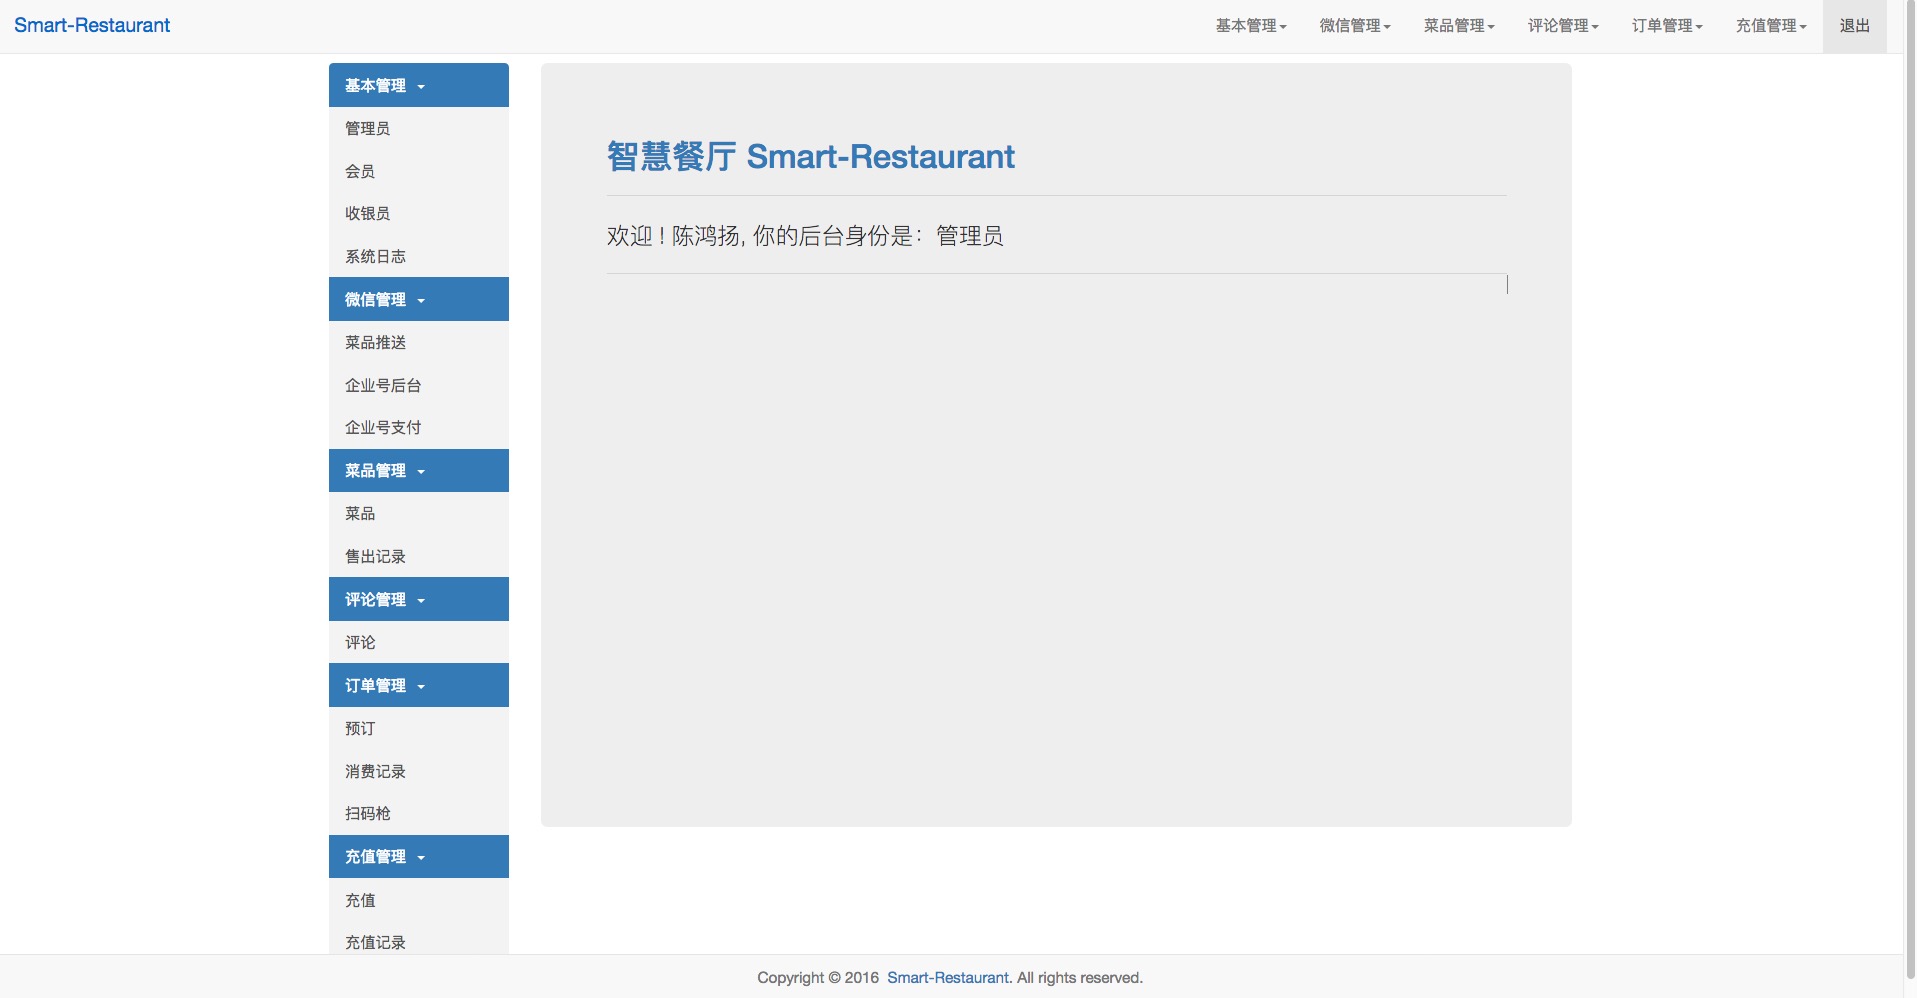 Smart-Restaurant
基本管理 微信管理 菜品管理 评论管理 订单管理 充值管理 退出
基本管理
管理员
会员
收银员
系统日志
微信管理
菜品推送
企业号后台
企业号支付
菜品管理
菜品
售出记录
评论管理
评论
订单管理
预订
消费记录
扫码枪
充值管理
充值
充值记录
智慧餐厅 Smart-Restaurant
欢迎！陈鸿扬, 你的后台身份是：管理员
Copyright © 2016 Smart-Restaurant. All rights reserved.